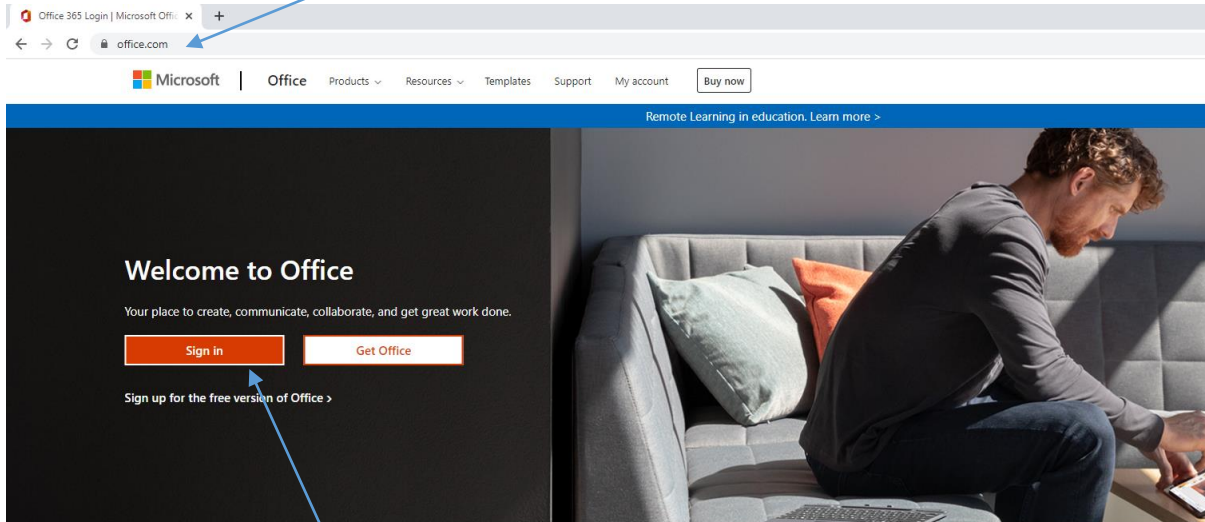 Office 365 Login | Microsoft Offic
office.com
Microsoft Office Products Resources Templates Support My account Buy now
Remote Learning in education. Learn more >
Welcome to Office
Your place to create, communicate, collaborate, and get great work done.
Sign in Get Office
Sign up for the free version of Office >